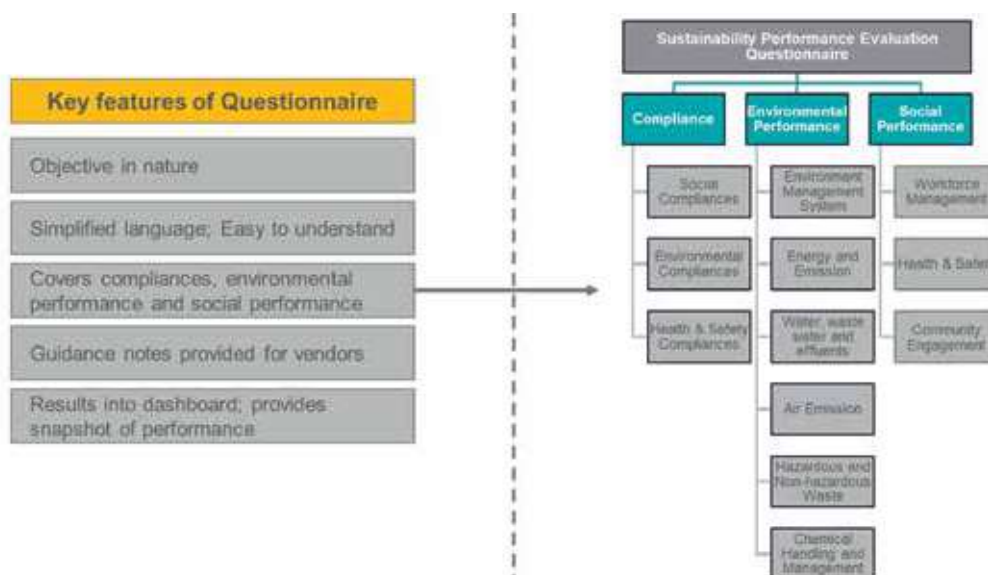 Key features of Questionnaire
Objective in nature
Simplified language; Easy to understand
Covers compliances, environmental
performance and social performance
Guidance notes provided for vendors
Results into dashboard; provides
snapshot of performance
Sustainability Performance Evaluation
Questionnaire
Compliance
Social
Compliances
Environmental
Compliances
Health & Safety
Compliances
Environmental
Performance
Environment
Management
System
Energy and
Emission
Water, waste
water and
effluents
Air Emission
Hazardous and
Non-hazardous
Waste
Chemical
Handling and
Management
Social
Performance
Workforce
Management
Health & Safety
Community
Engagement